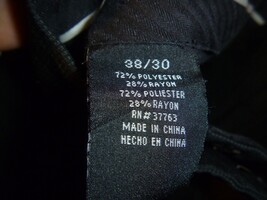 38/30
72% POLYESTER
28% RAYON
72% POLIESTER
28% RAYON
RN# 37763
MADE IN CHINA
HECHO EN CHINA